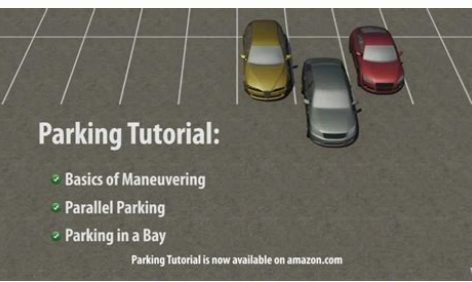 Parking Tutorial:
Basics of Maneuvering
Parallel Parking
Parking in a Bay
Parking Tutorial is now available on amazon.com